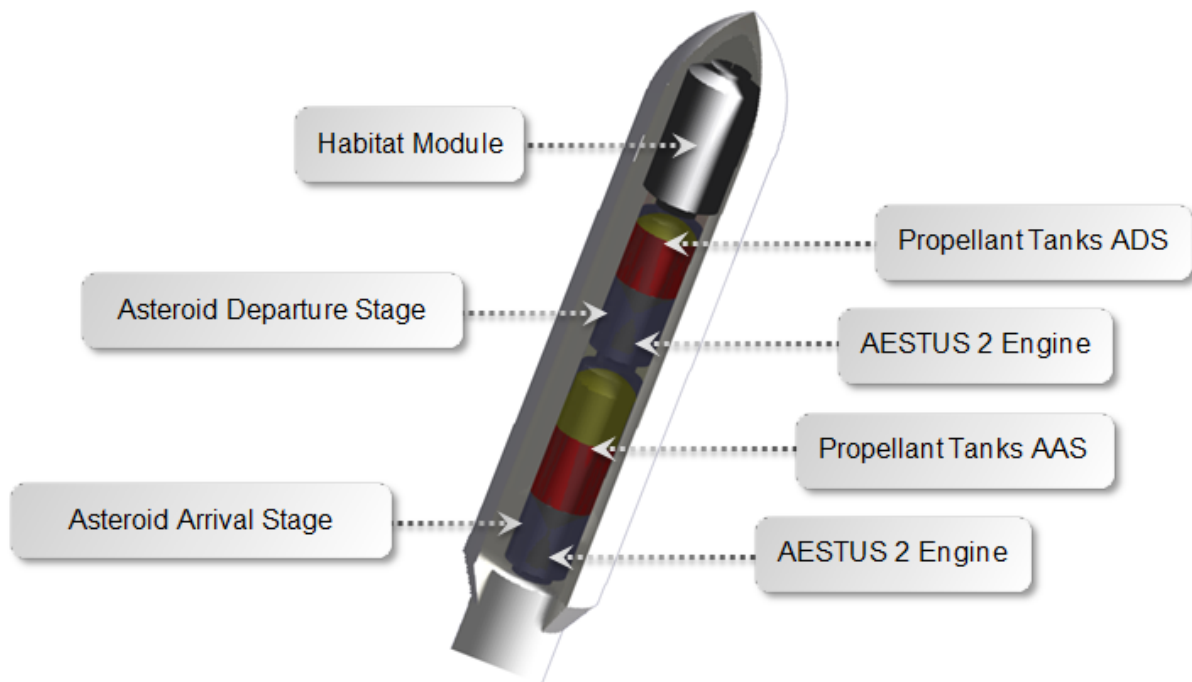 Habitat Module
Propellant Tanks ADS
Asteroid Departure Stage
AESTUS 2 Engine
Propellant Tanks AAS
Asteroid Arrival Stage
AESTUS 2 Engine